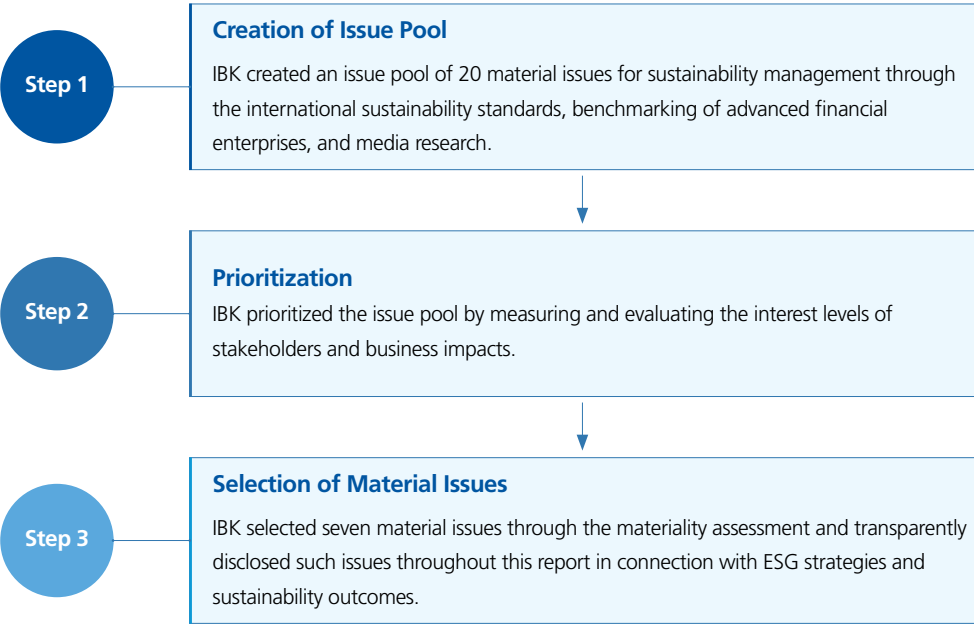 Step 1
Creation of Issue Pool
IBK created an issue pool of 20 material issues for sustainability management through
the international sustainability standards, benchmarking of advanced financial
enterprises, and media research.
Step 2
Prioritization
IBK prioritized the issue pool by measuring and evaluating the interest levels of
stakeholders and business impacts.
Step 3
Selection of Material Issues
IBK selected seven material issues through the materiality assessment and transparently
disclosed such issues throughout this report in connection with ESG strategies and
sustainability outcomes.